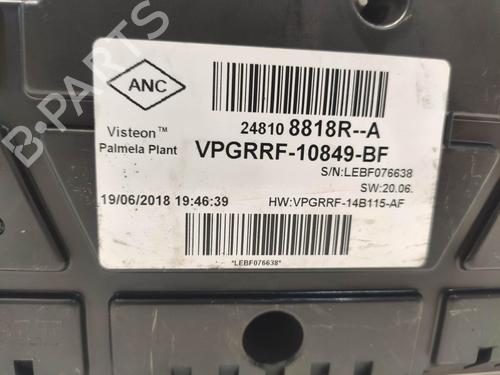 B-PARTS
ANC
Visteon™
Palmela Plant
24810 8818R--A
VPGRRF-10849-BF
S/N:LEBF076638
SW:20.06.
19/06/2018 19:46:39
HW:VPGRRF-14B115-AF
*LEBF076638*